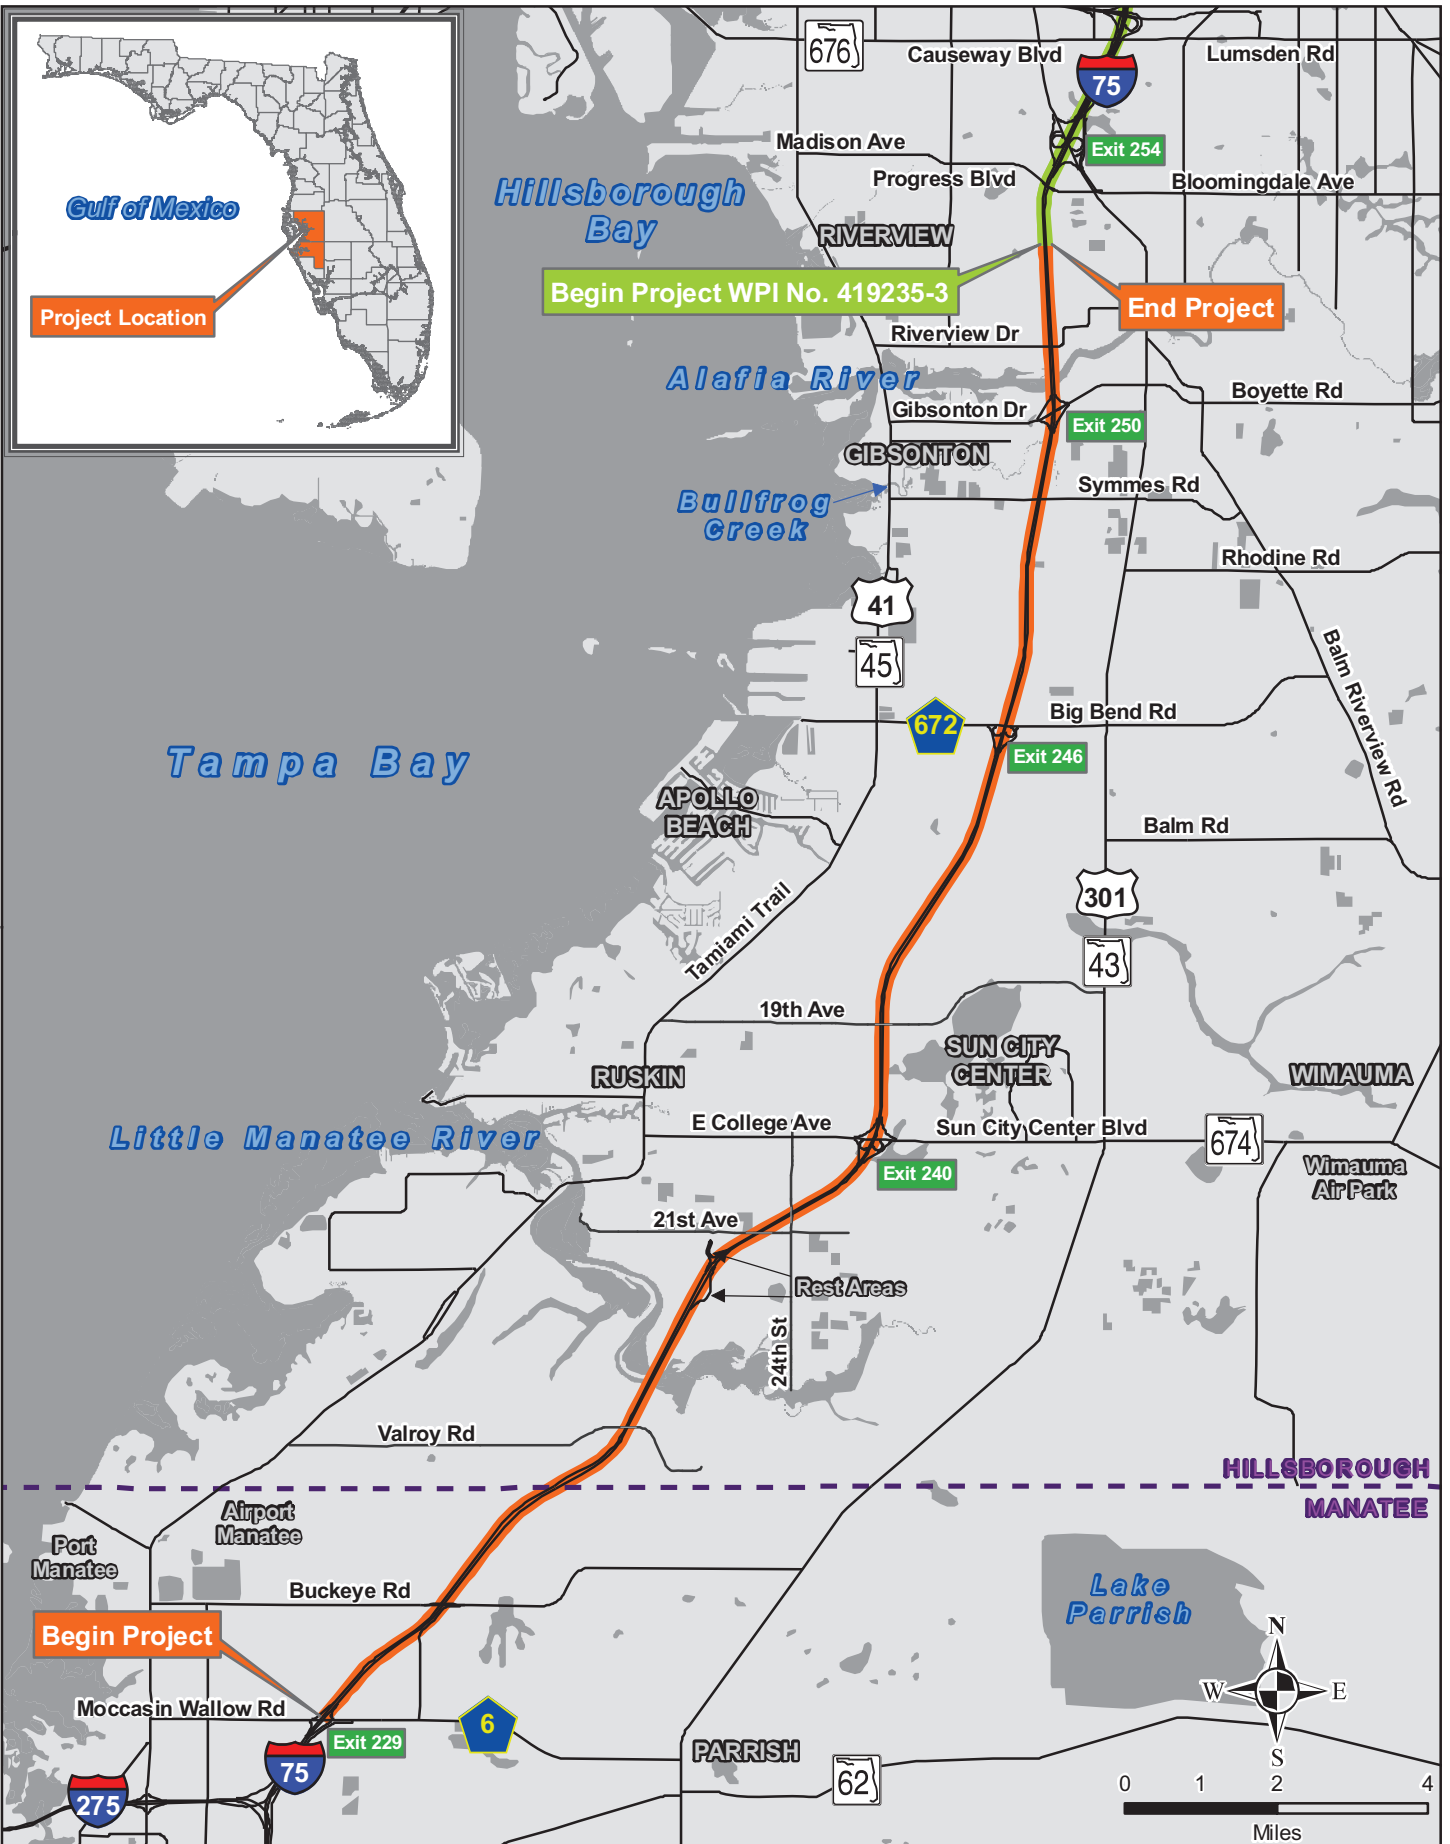 676
Causeway Blvd
Lumsden Rd
75
Madison Ave
Exit 254
Progress Blvd
Bloomingdale Ave
Gulf of Mexico
Hillsborough
Bay
RIVERVIEW
Project Location
Begin Project WPI No. 419235-3
End Project
Riverview Dr
Alafia River
Boyette Rd
Gibsonton Dr
Exit 250
GIBSONTON
Symmes Rd
Bullfrog
Creek
Rhodine Rd
41
45
Balm Riverview Rd
672
Big Bend Rd
Exit 246
Tampa Bay
APOLLO
BEACH
Balm Rd
301
Tamiami Trail
43
19th Ave
SUN CITY
CENTER
RUSKIN
WIMAUMA
Little Manatee River
E College Ave
Sun City Center Blvd
674
Exit 240
Wimauma
Air Park
21st Ave
Rest Areas
24th St
Valroy Rd
HILLSBOROUGH
MANATEE
Airport
Manatee
Port
Manatee
Buckeye Rd
Lake
Parrish
Begin Project
N
W
E
S
Moccasin Wallow Rd
6
Exit 229
75
PARRISH
62
275
0 1 2 4
Miles